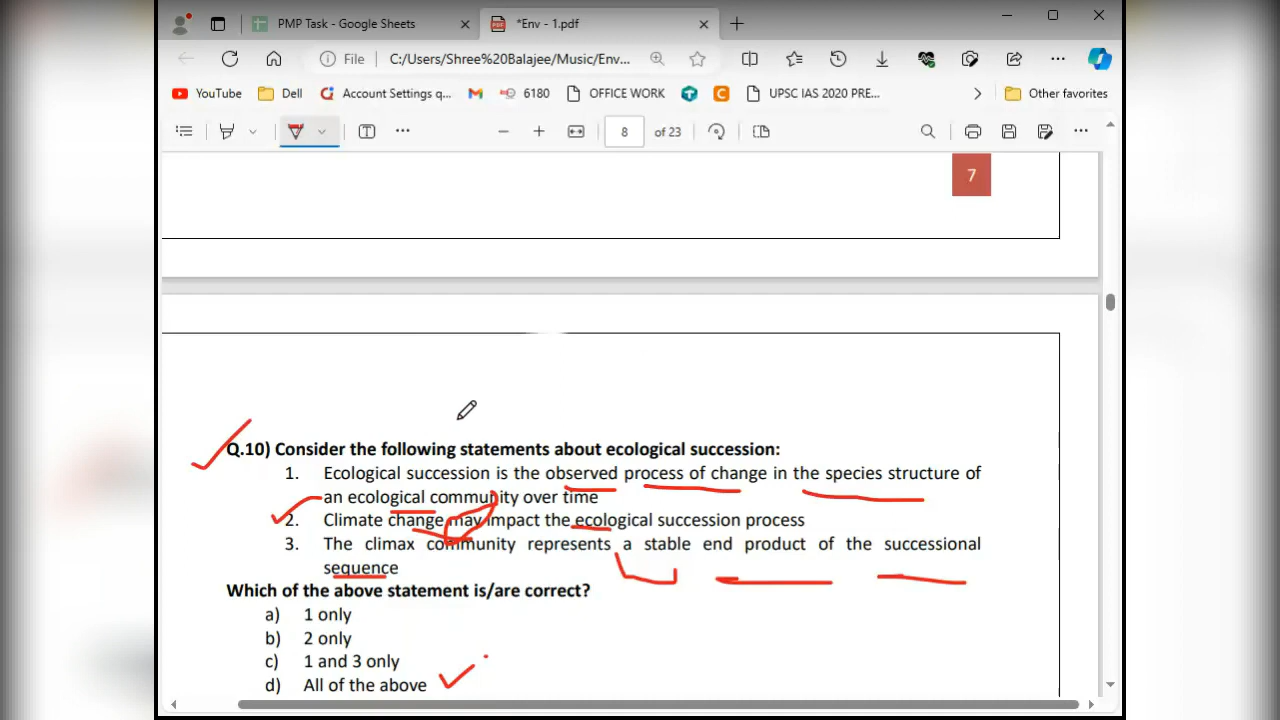 PMP Task - Google Sheets
*Env - 1.pdf
File C:/Users/Shree%20Balajee/Music/Env...
YouTube Dell Account Settings q... 6180 OFFICE WORK UPSC IAS 2020 PRE... Other favorites
8 of 23
7
Q.10) Consider the following statements about ecological succession:
1. Ecological succession is the observed process of change in the species structure of
an ecological community over time
2. Climate change may impact the ecological succession process
3. The climax community represents a stable end product of the successional
sequence
Which of the above statement is/are correct?
a) 1 only
b) 2 only
c) 1 and 3 only
d) All of the above